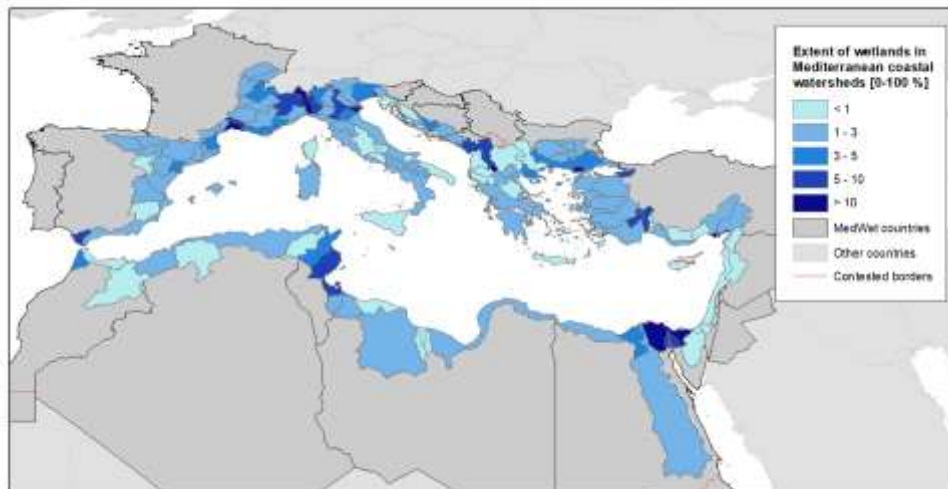 Extent of wetlands in
Mediterranean coastal
watersheds [0-100 %]
< 1
1 - 3
3 - 5
5 - 10
> 10
MedWet countries
Other countries
Contested borders